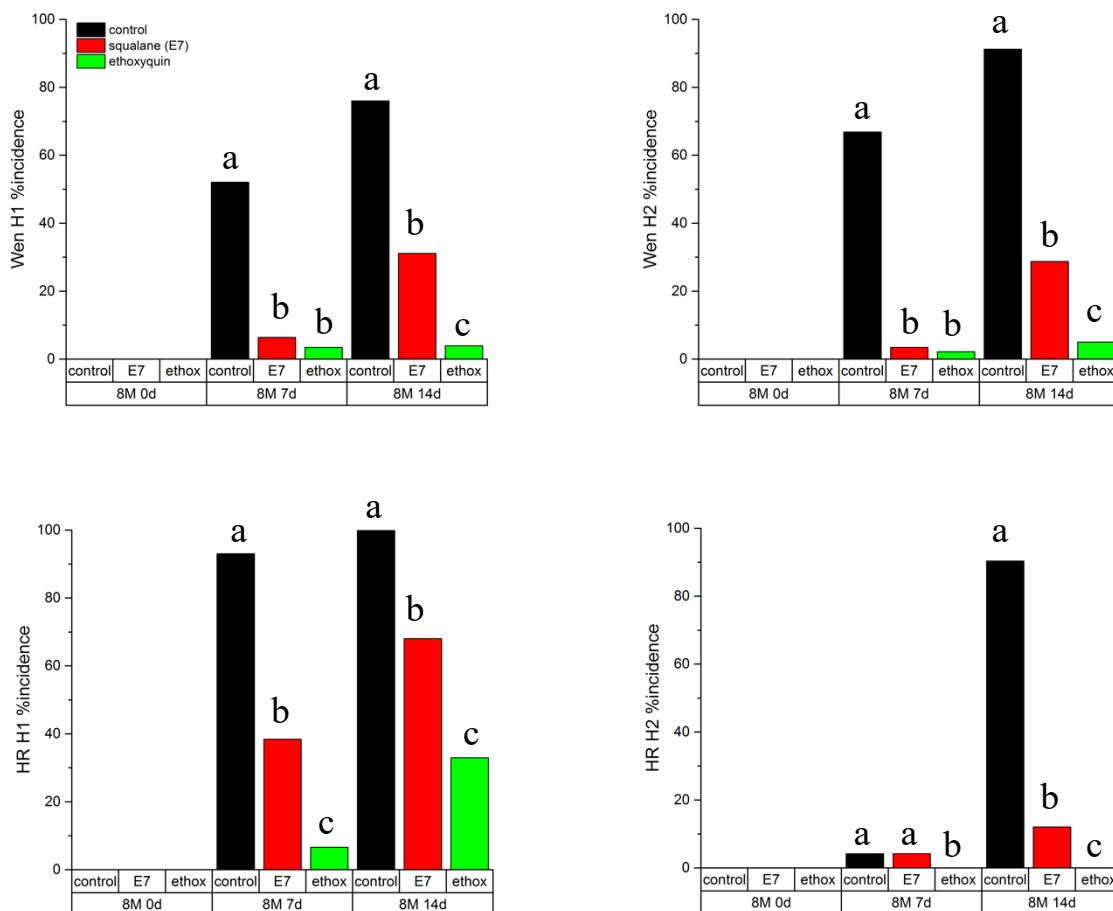 100
80
60
40
20
0
Wen H1 %incidence
control
squalane (E7)
ethoxyquin
a
b
b
a
b
c
control E7 ethox control E7 ethox control E7 ethox
8M 0d 8M 7d 8M 14d
100
80
60
40
20
0
Wen H2 %incidence
a
b
b
a
b
c
control E7 ethox control E7 ethox control E7 ethox
8M 0d 8M 7d 8M 14d
100
80
60
40
20
0
HR H1 %incidence
a
b
c
a
b
c
control E7 ethox control E7 ethox control E7 ethox
8M 0d 8M 7d 8M 14d
100
80
60
40
20
0
HR H2 %incidence
a
a
b
a
b
c
control E7 ethox control E7 ethox control E7 ethox
8M 0d 8M 7d 8M 14d